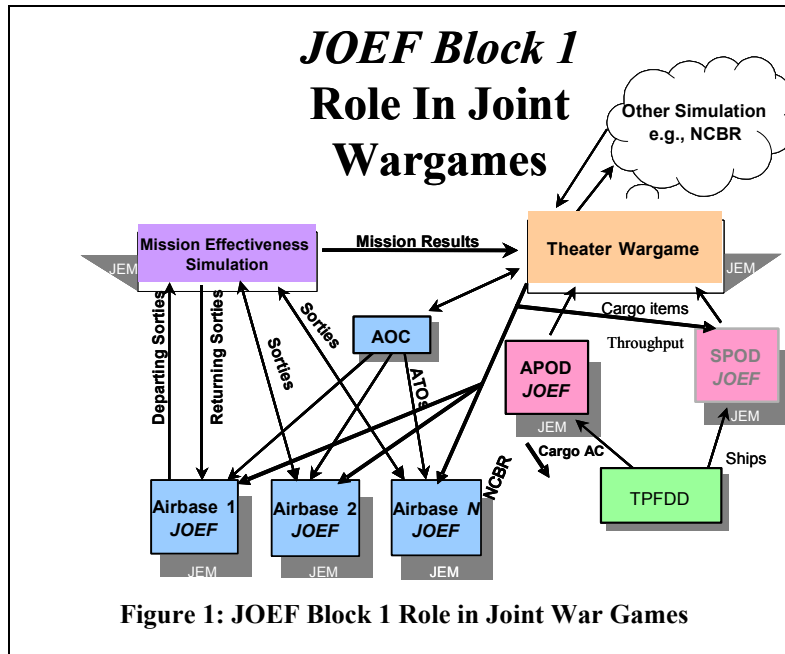 JOEF Block 1
Role In Joint
Wargames
Other Simulation
e.g., NCBR
Mission Effectiveness
Simulation
JEM
Mission Results
Theater Wargame
JEM
Departing Sorties
Returning Sorties
Sorties
Sorties
AOC
ATOs
Cargo items
Throughput
APOD
JOEF
JEM
SPOD
JOEF
JEM
Cargo AC
Ships
TPFDD
NCBR
Airbase 1
JOEF
JEM
Airbase 2
JOEF
JEM
Airbase N
JOEF
JEM
Figure 1: JOEF Block 1 Role in Joint War Games